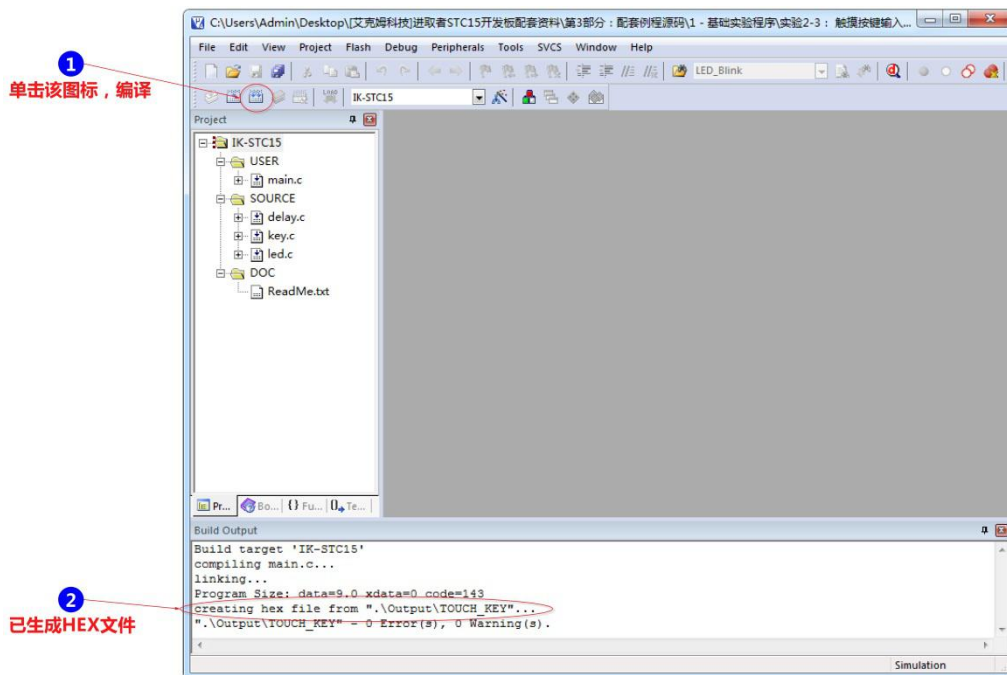 C:\Users\Admin\Desktop\[艾克姆科技]进取者STC15开发板配套资料\第3部分：配套例程源码\1 - 基础实验程序\实验2-3： 触摸按键输入...
File Edit View Project Flash Debug Peripherals Tools SVCS Window Help
1
单击该图标，编译
LED_Blink
LOAD
IK-STC15
Project
IK-STC15
USER
main.c
SOURCE
delay.c
key.c
led.c
DOC
ReadMe.txt
Pr... Bo... {} Fu... Te...
Build Output
Build target 'IK-STC15'
compiling main.c...
linking...
Program Size: data=9.0 xdata=0 code=143
creating hex file from ".\Output\TOUCH_KEY"...
".\Output\TOUCH_KEY" - 0 Error(s), 0 Warning(s).
2
已生成HEX文件
Simulation